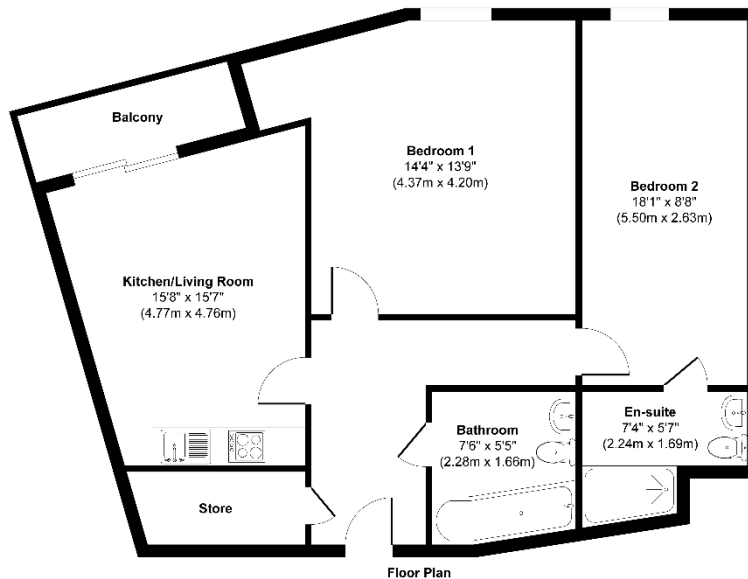 Balcony
Bedroom 1
14'4" x 13'9"
(4.37m x 4.20m)
Bedroom 2
18'1" x 8'8"
(5.50m x 2.63m)
Kitchen/Living Room
15'8" x 15'7"
(4.77m x 4.76m)
Bathroom
7'6" x 5'5"
(2.28m x 1.66m)
En-suite
7'4" x 5'7"
(2.24m x 1.69m)
Store
Floor Plan